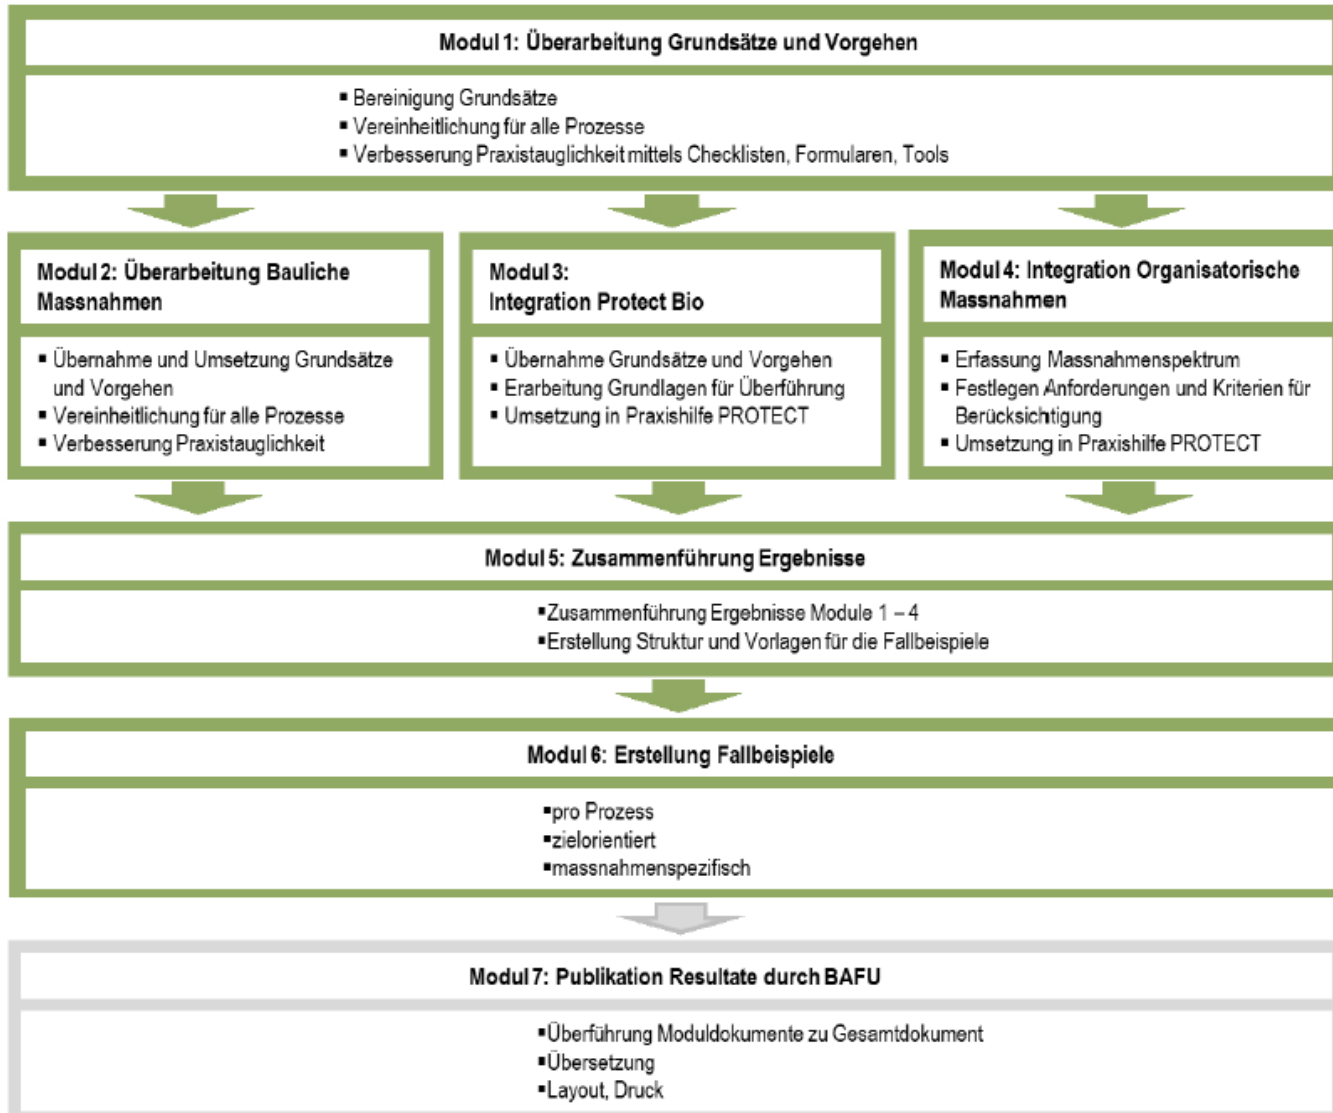 Modul 1: Überarbeitung Grundsätze und Vorgehen
▪ Bereinigung Grundsätze
▪ Vereinheitlichung für alle Prozesse
▪ Verbesserung Praxistauglichkeit mittels Checklisten, Formularen, Tools
Modul 2: Überarbeitung Bauliche
Massnahmen
▪ Übernahme und Umsetzung Grundsätze
und Vorgehen
▪ Vereinheitlichung für alle Prozesse
▪ Verbesserung Praxistauglichkeit
Modul 3:
Integration Protect Bio
▪ Übernahme Grundsätze und Vorgehen
▪ Erarbeitung Grundlagen für Überführung
▪ Umsetzung in Praxishilfe PROTECT
Modul 4: Integration Organisatorische
Massnahmen
▪ Erfassung Massnahmenspektrum
▪ Festlegen Anforderungen und Kriterien für
Berücksichtigung
▪ Umsetzung in Praxishilfe PROTECT
Modul 5: Zusammenführung Ergebnisse
▪Zusammenführung Ergebnisse Module 1 – 4
▪Erstellung Struktur und Vorlagen für die Fallbeispiele
Modul 6: Erstellung Fallbeispiele
▪pro Prozess
▪zielorientiert
▪massnahmenspezifisch
Modul 7: Publikation Resultate durch BAFU
▪Überführung Moduldokumente zu Gesamtdokument
▪Übersetzung
▪Layout, Druck